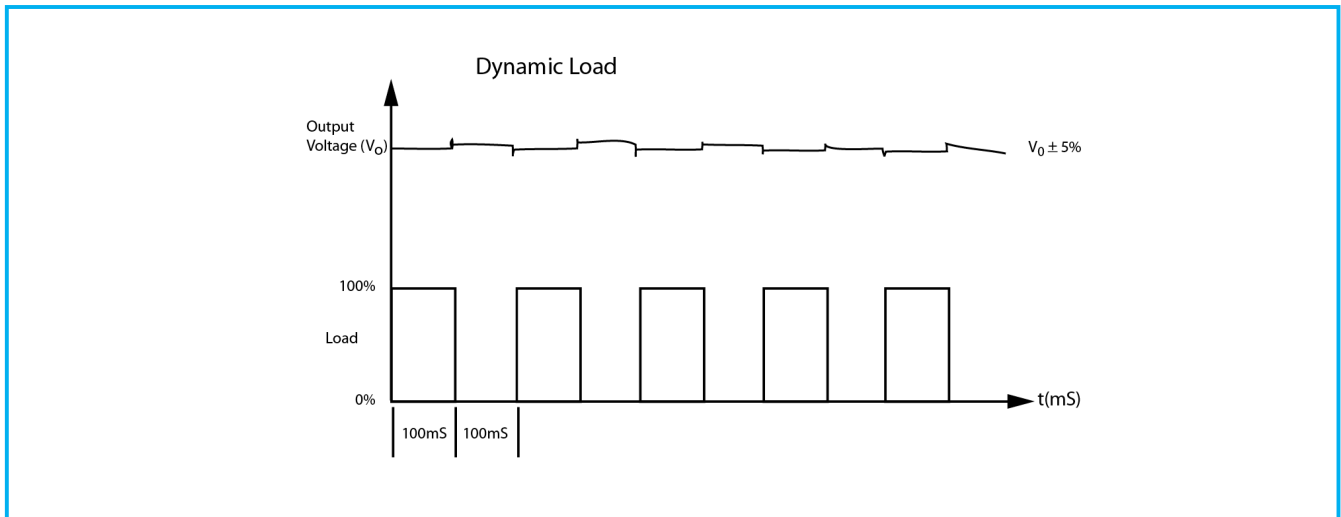 Dynamic Load
Output
Voltage (VO)
V0 ± 5%
100%
Load
0%
t(mS)
100mS 100mS